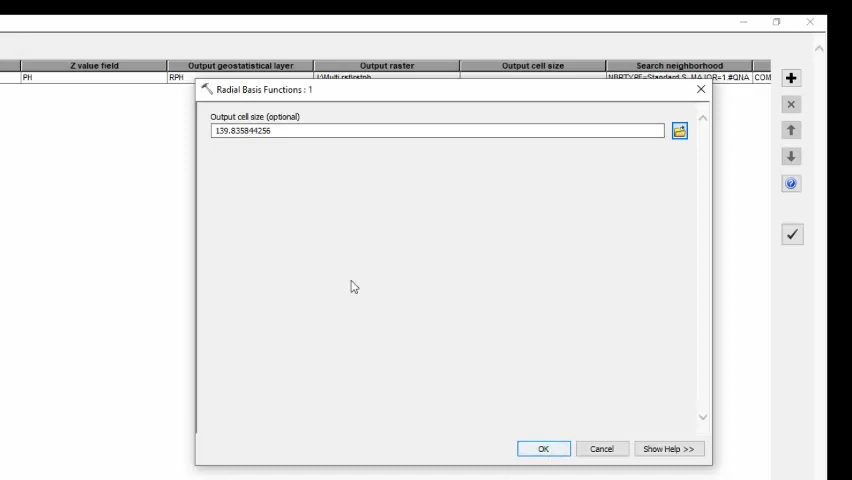 Z value field Output geostatistical layer Output raster Output cell size Search neighborhood
PH RPH COM
Radial Basis Functions : 1
Output cell size (optional)
139.835844256
OK Cancel Show Help >>